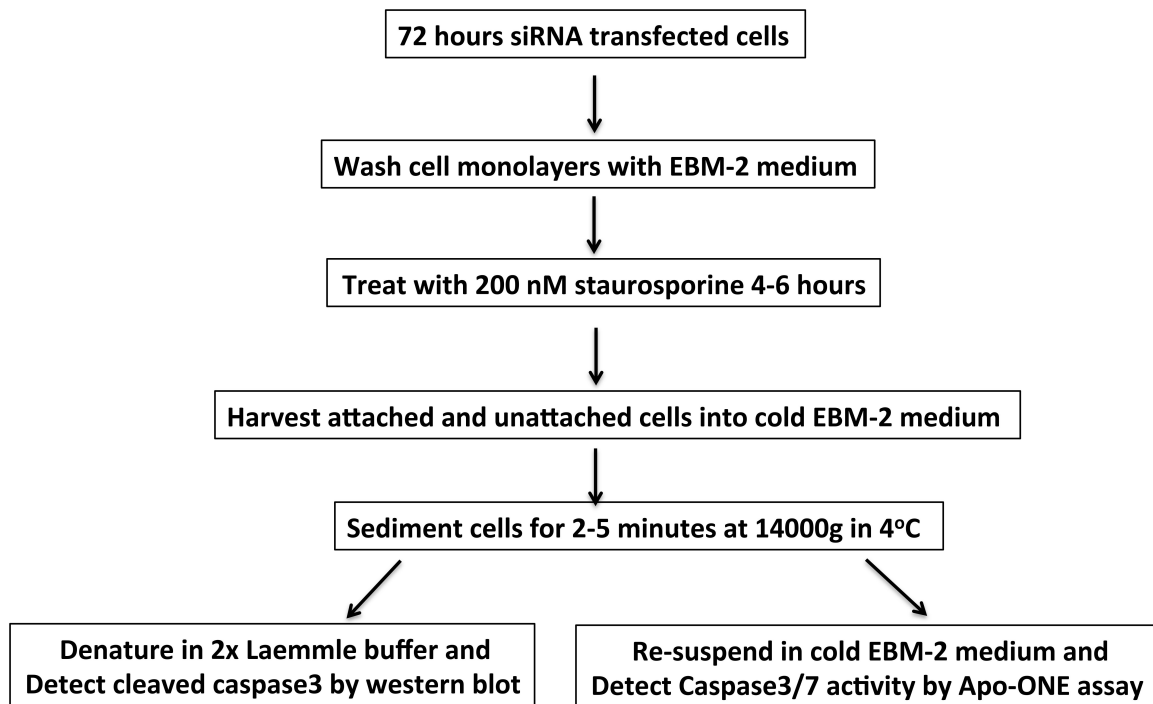 72 hours siRNA transfected cells
Wash cell monolayers with EBM-2 medium
Treat with 200 nM staurosporine 4-6 hours
Harvest attached and unattached cells into cold EBM-2 medium
Sediment cells for 2-5 minutes at 14000g in 4°C
Denature in 2x Laemmle buffer and
Detect cleaved caspase3 by western blot
Re-suspend in cold EBM-2 medium and
Detect Caspase3/7 activity by Apo-ONE assay